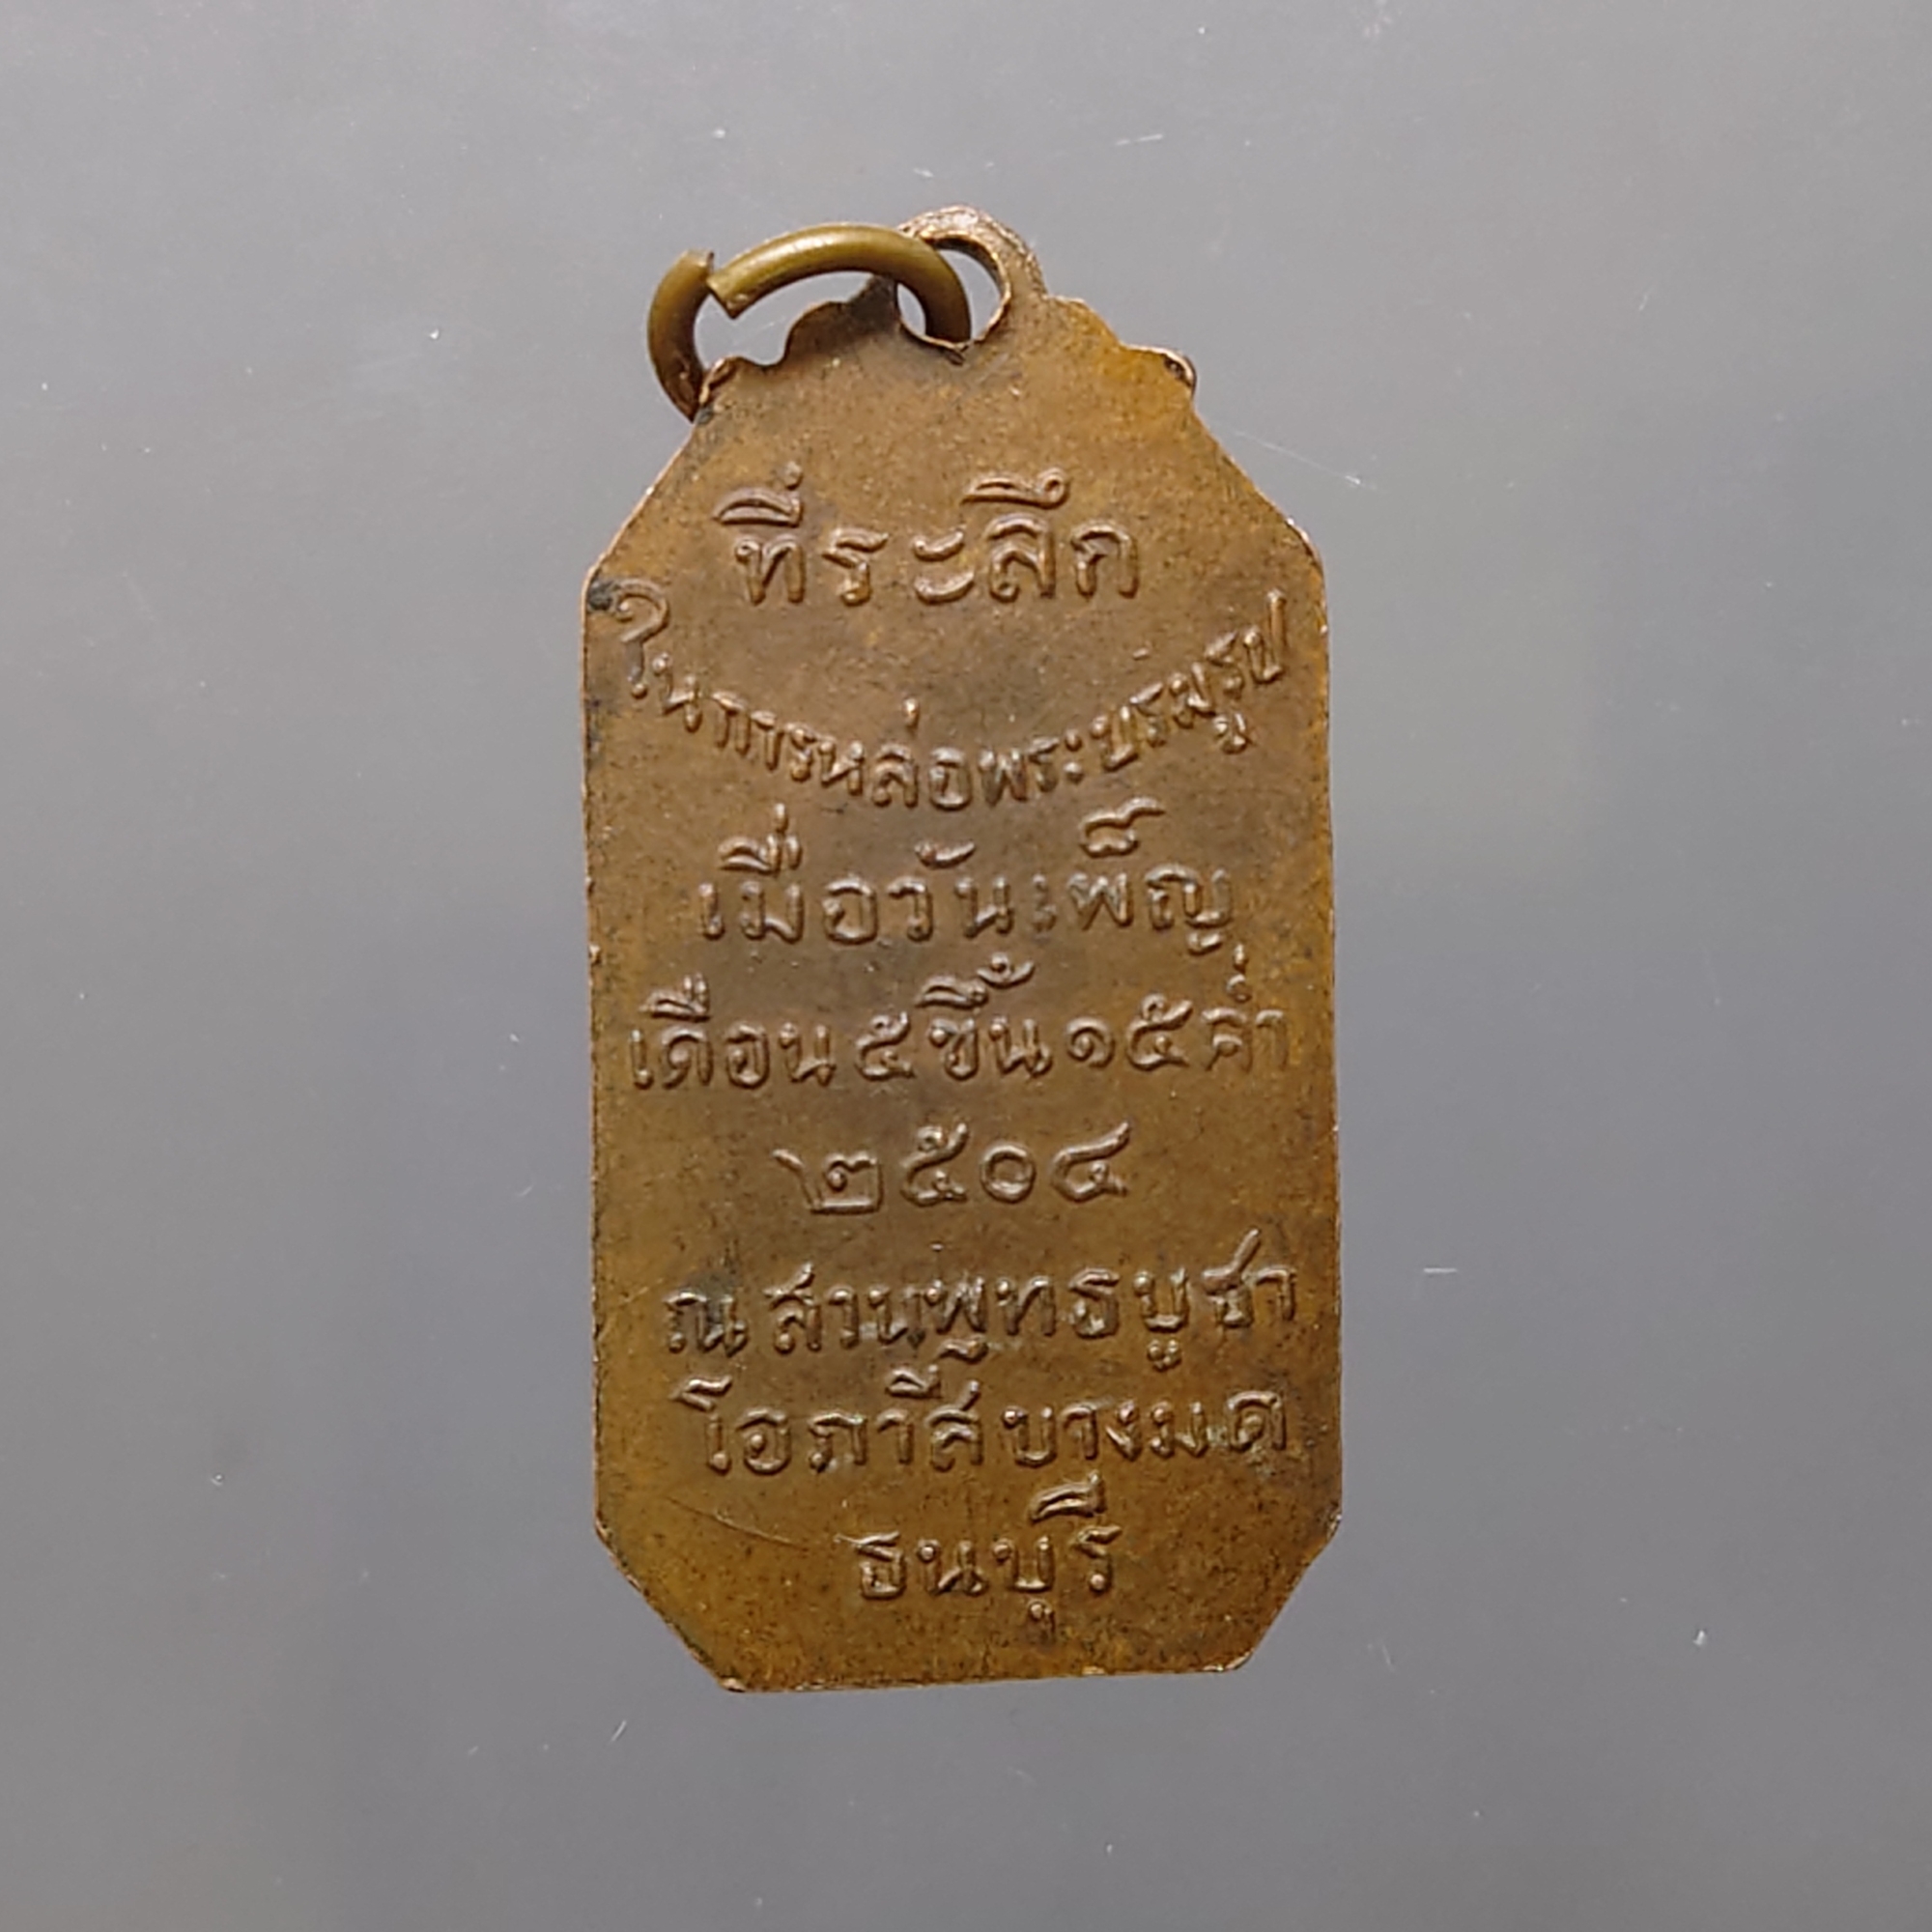 ที่ระลึก
ในการหล่อพระบรมรูป
เมื่อวันเพ็ญ
เดือน ๕ ขึ้น ๑๕ ค่ำ
๒๕๐๔
ณ สวนพุทธบูชา
โอภาสี บางมด
ธนบุรี